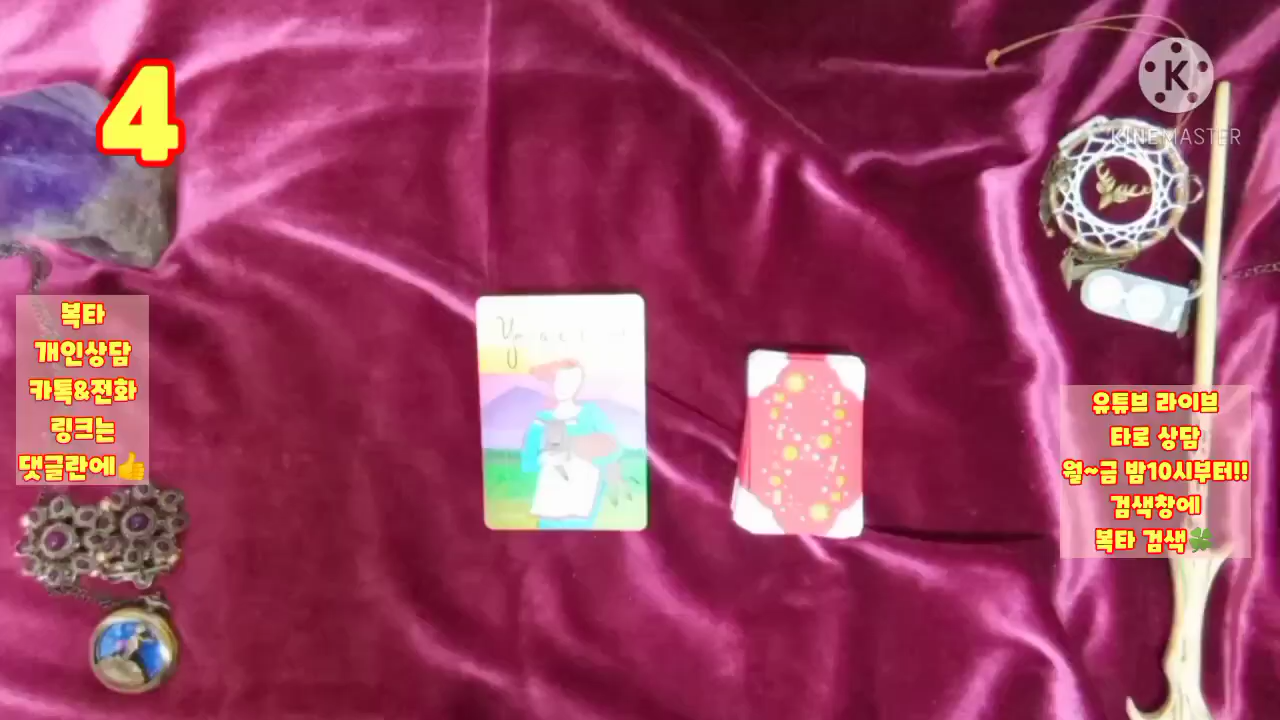 4
K
KINEMASTER
복타
개인상담
카톡&전화
링크는
댓글란에👍
유튜브 라이브
타로 상담
월~금 밤10시부터!!
검색창에
복타 검색🍀